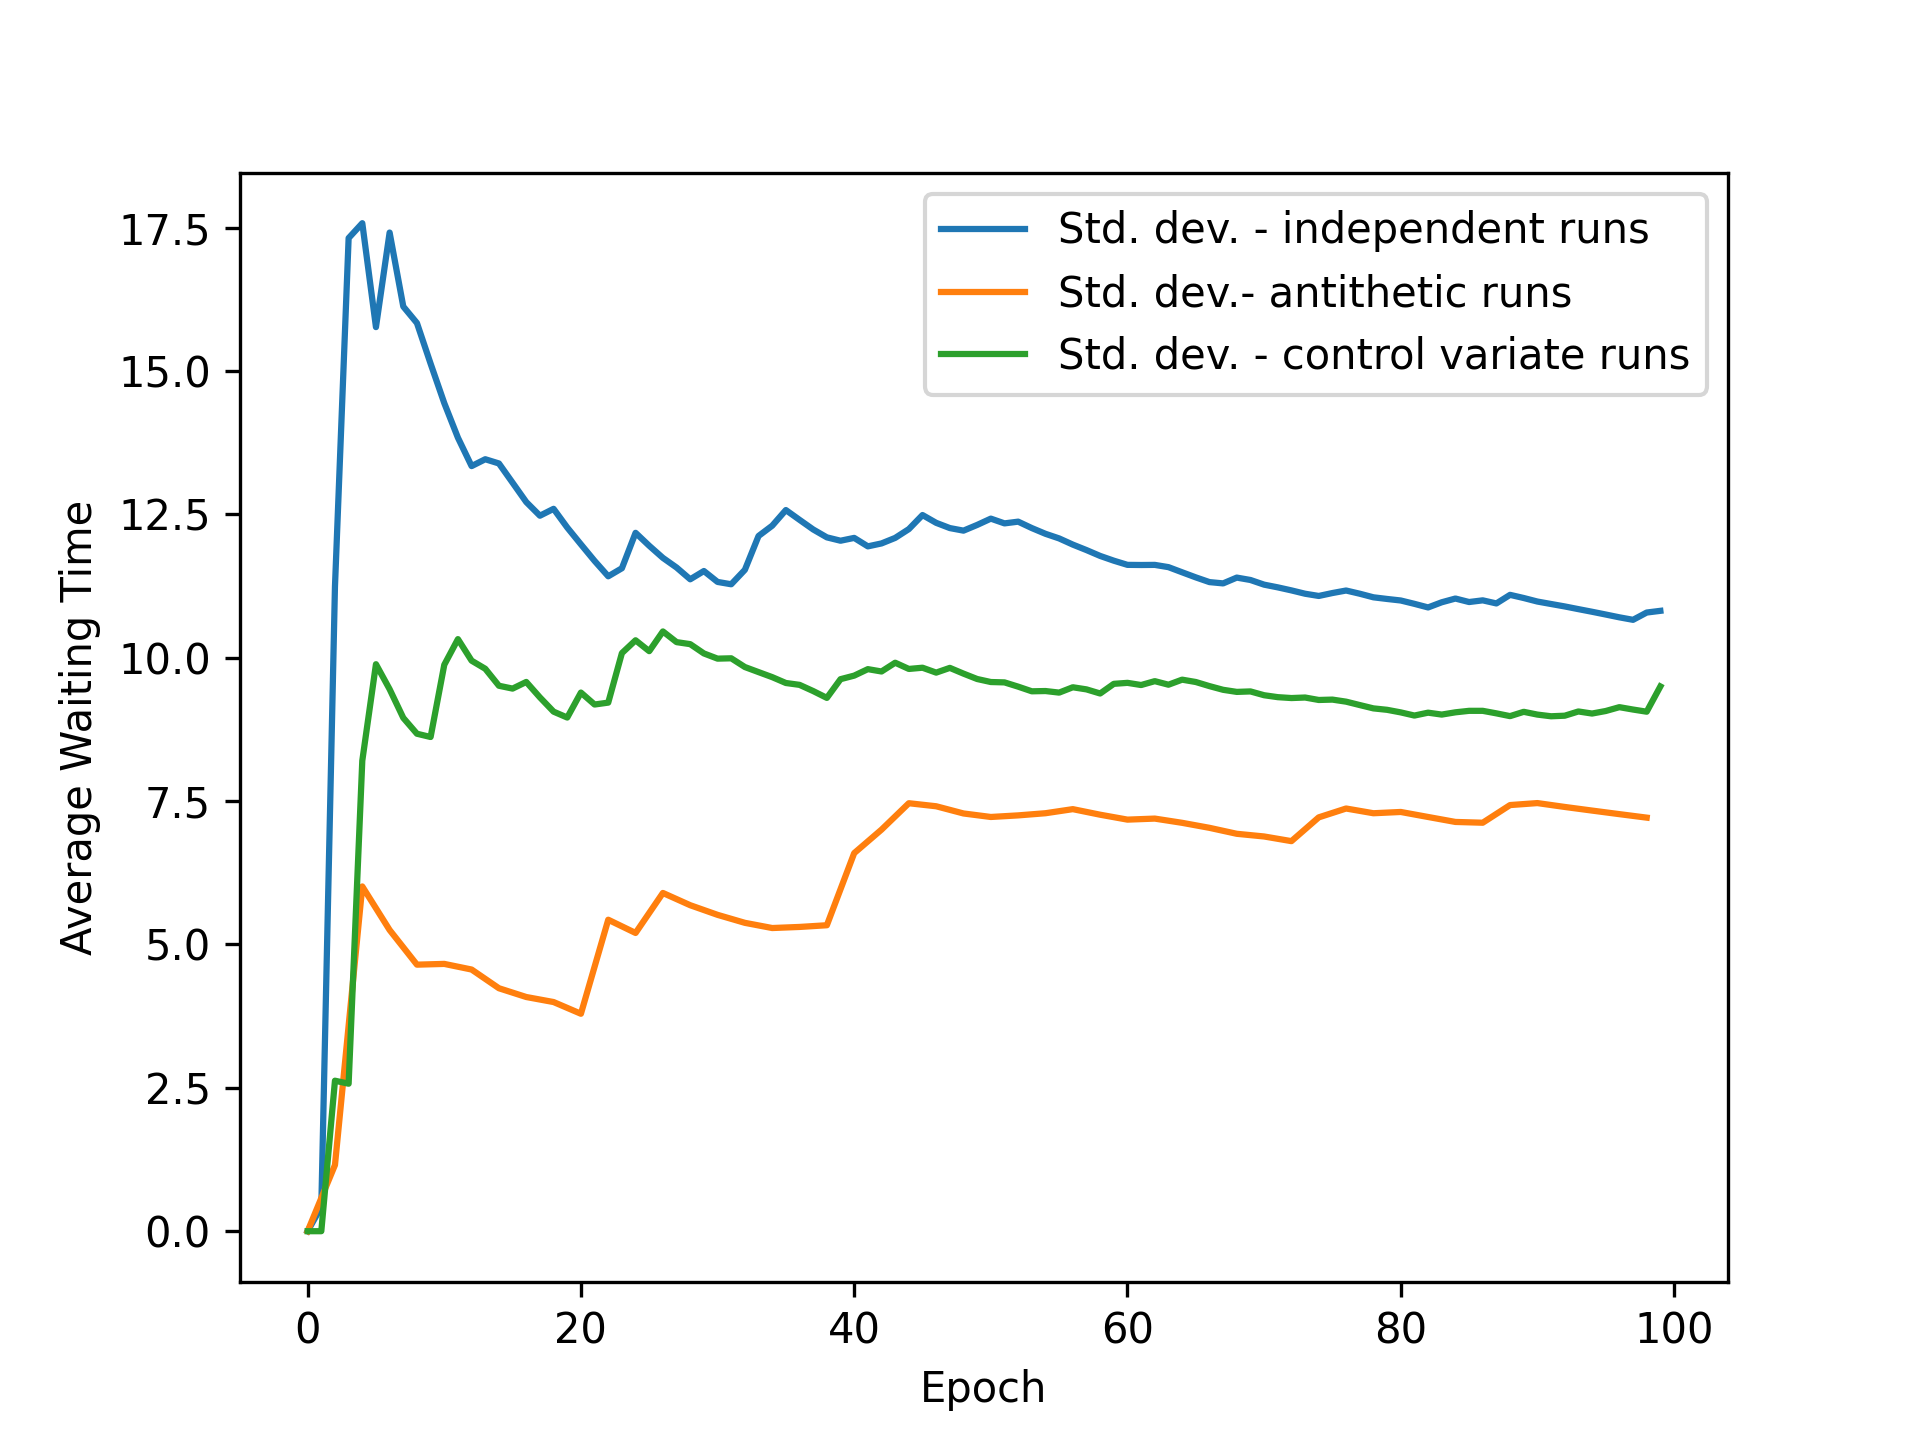 Std. dev. - independent runs
Std. dev.- antithetic runs
Std. dev. - control variate runs
17.5
15.0
12.5
10.0
7.5
5.0
2.5
0.0
Average Waiting Time
0 20 40 60 80 100
Epoch